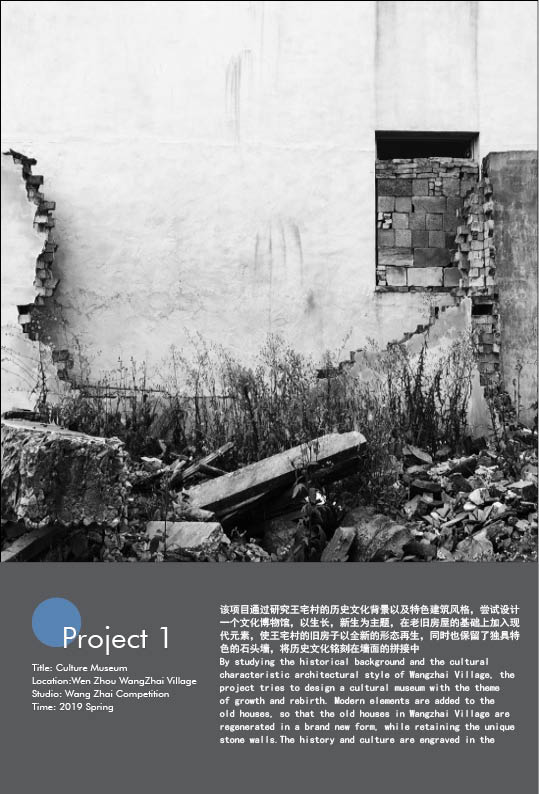 Project 1
Title: Culture Museum
Location:Wen Zhou WangZhai Village
Studio: Wang Zhai Competition
Time: 2019 Spring
该项目通过研究王宅村的历史文化背景以及特色建筑风格，尝试设计
一个文化博物馆，以生长，新生为主题，在老旧房屋的基础上加入现
代元素，使王宅村的旧房子以全新的形态再生，同时也保留了独具特
色的石头墙，将历史文化铭刻在墙面的拼接中
By studying the historical background and the cultural
characteristic architectural style of Wangzhai Village, the
project tries to design a cultural museum with the theme
of growth and rebirth. Modern elements are added to the
old houses, so that the old houses in Wangzhai Village are
regenerated in a brand new form, while retaining the unique
stone walls.The history and culture are engraved in the